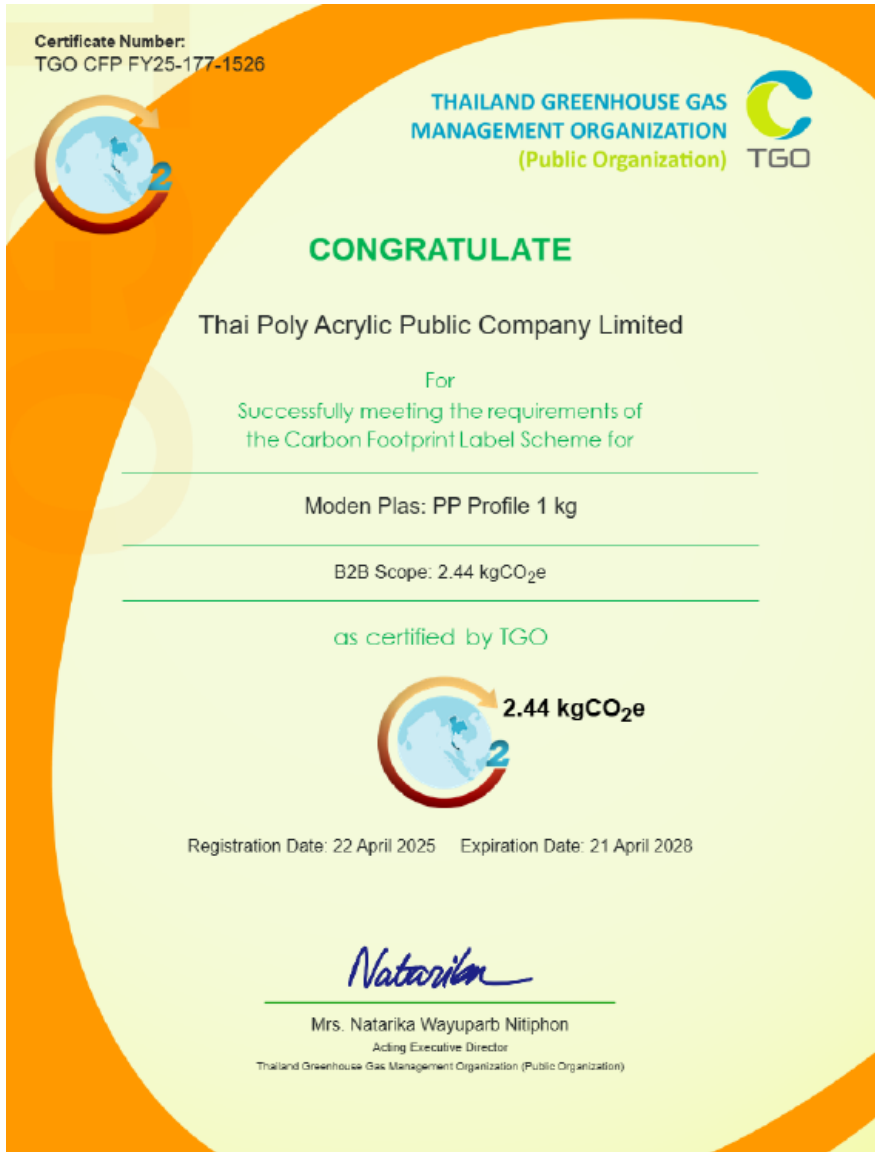 Certificate Number:
TGO CFP FY25-177-1526
THAILAND GREENHOUSE GAS
MANAGEMENT ORGANIZATION
(Public Organization)
TGO
2
CONGRATULATE
Thai Poly Acrylic Public Company Limited
For
Successfully meeting the requirements of
the Carbon Footprint Label Scheme for
Moden Plas: PP Profile 1 kg
B2B Scope: 2.44 kgCO₂e
as certified by TGO
2.44 kgCO₂e
2
Registration Date: 22 April 2025 Expiration Date: 21 April 2028
Natarika
Mrs. Natarika Wayuparb Nitiphon
Acting Executive Director
Thailand Greenhouse Gas Management Organization (Public Organization)